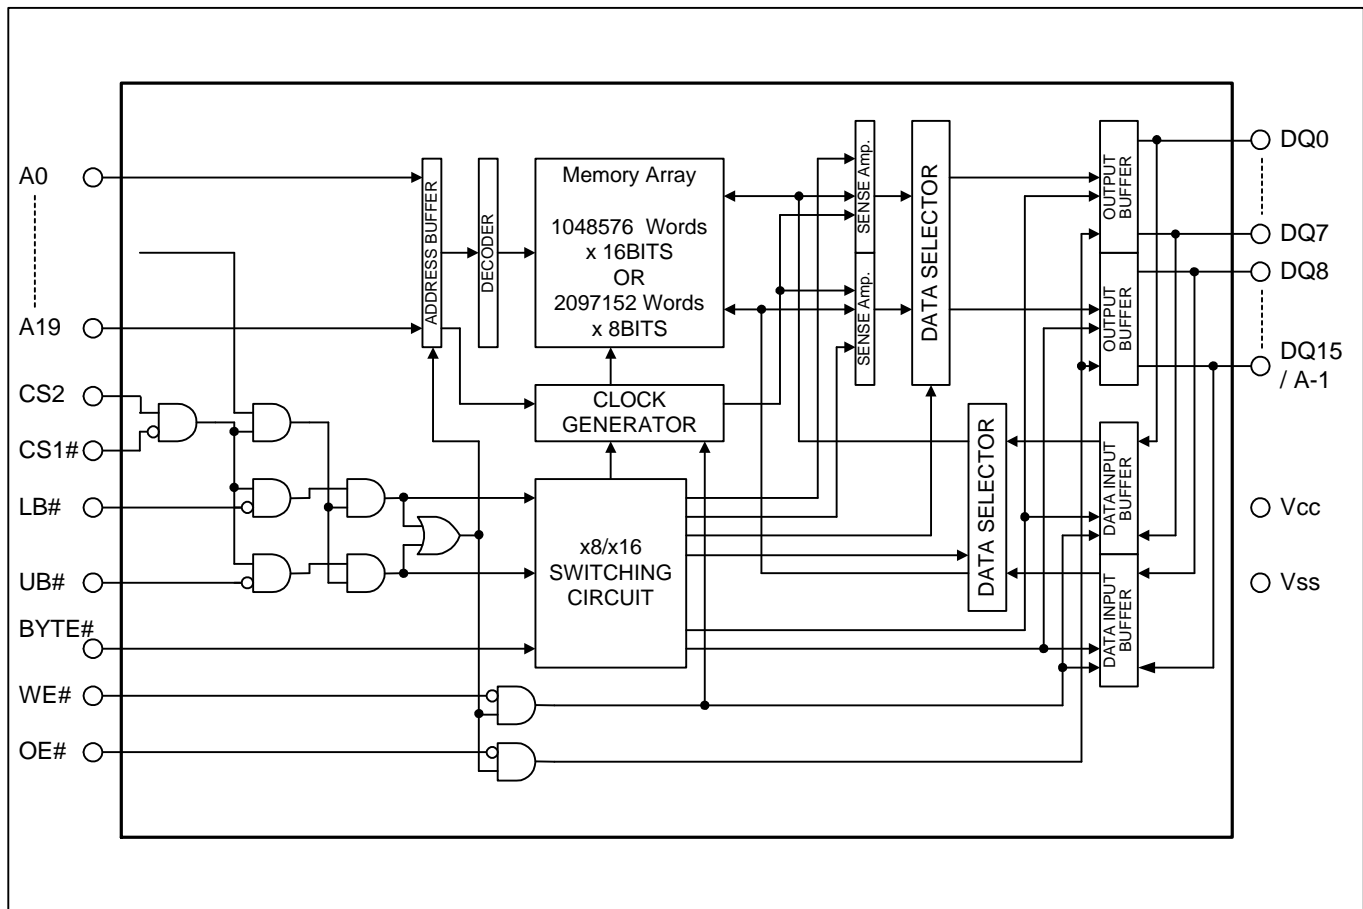 A0
A19
CS2
CS1#
LB#
UB#
BYTE#
WE#
OE#
ADDRESS BUFFER
DECODER
Memory Array
1048576 Words
x 16BITS
OR
2097152 Words
x 8BITS
CLOCK
GENERATOR
x8/x16
SWITCHING
CIRCUIT
SENSE Amp.
SENSE Amp.
DATA SELECTOR
DATA SELECTOR
OUTPUT
BUFFER
OUTPUT
BUFFER
DATA INPUT
BUFFER
DATA INPUT
BUFFER
DQ0
DQ7
DQ8
DQ15
/ A-1
Vcc
Vss